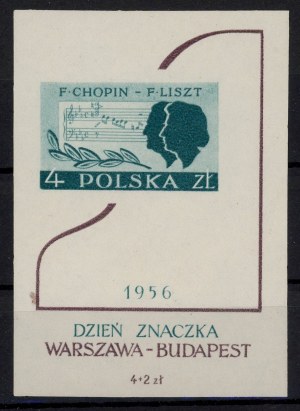 F·CHOPIN - F·LISZT
4 POLSKA zł
1956
DZIEŃ ZNACZKA
WARSZAWA-BUDAPEST
4+2 zł